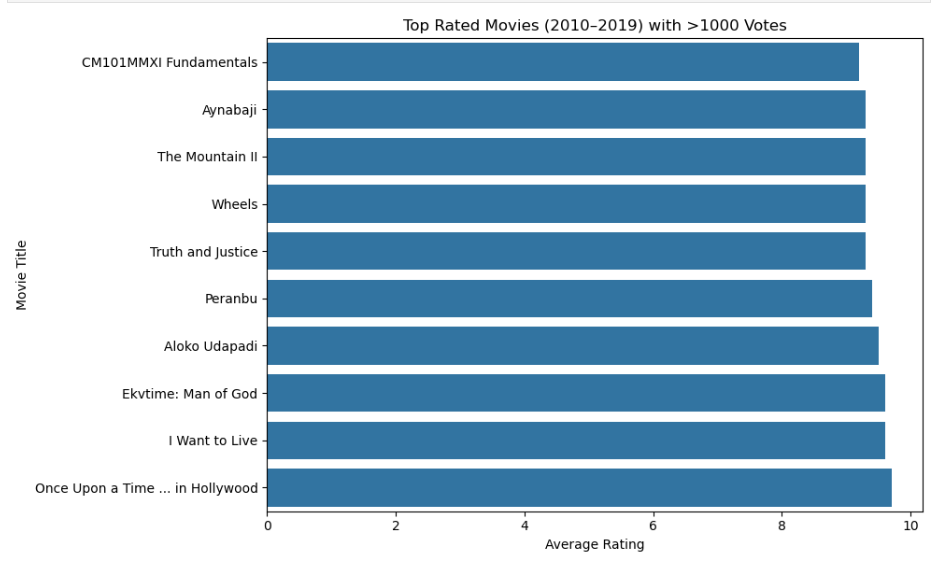 Top Rated Movies (2010–2019) with >1000 Votes
Movie Title
CM101MMXI Fundamentals
Aynabaji
The Mountain II
Wheels
Truth and Justice
Peranbu
Aloko Udapadi
Ekvtime: Man of God
I Want to Live
Once Upon a Time ... in Hollywood
0 2 4 6 8 10
Average Rating